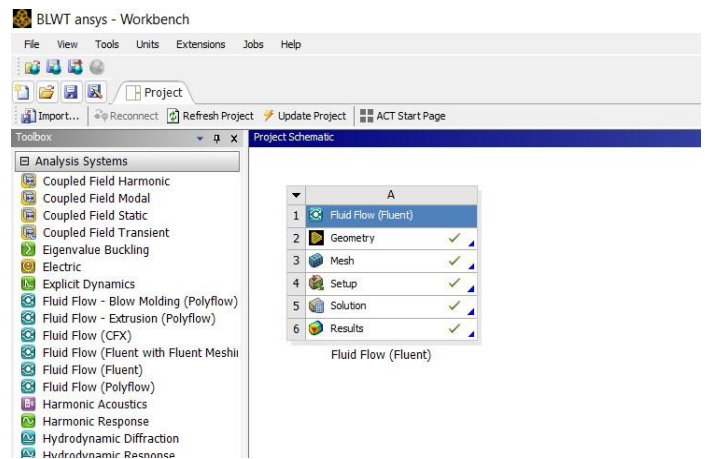 BLWT ansys - Workbench
File View Tools Units Extensions Jobs Help
Project
Import... Reconnect Refresh Project Update Project ACT Start Page
Toolbox
Project Schematic
Analysis Systems
Coupled Field Harmonic
Coupled Field Modal
Coupled Field Static
Coupled Field Transient
Eigenvalue Buckling
Electric
Explicit Dynamics
Fluid Flow - Blow Molding (Polyflow)
Fluid Flow - Extrusion (Polyflow)
Fluid Flow (CFX)
Fluid Flow (Fluent with Fluent Meshi
Fluid Flow (Fluent)
Fluid Flow (Polyflow)
Harmonic Acoustics
Harmonic Response
Hydrodynamic Diffraction
Hydrodynamic Response
A
1 Fluid Flow (Fluent)
2 Geometry
3 Mesh
4 Setup
5 Solution
6 Results
Fluid Flow (Fluent)